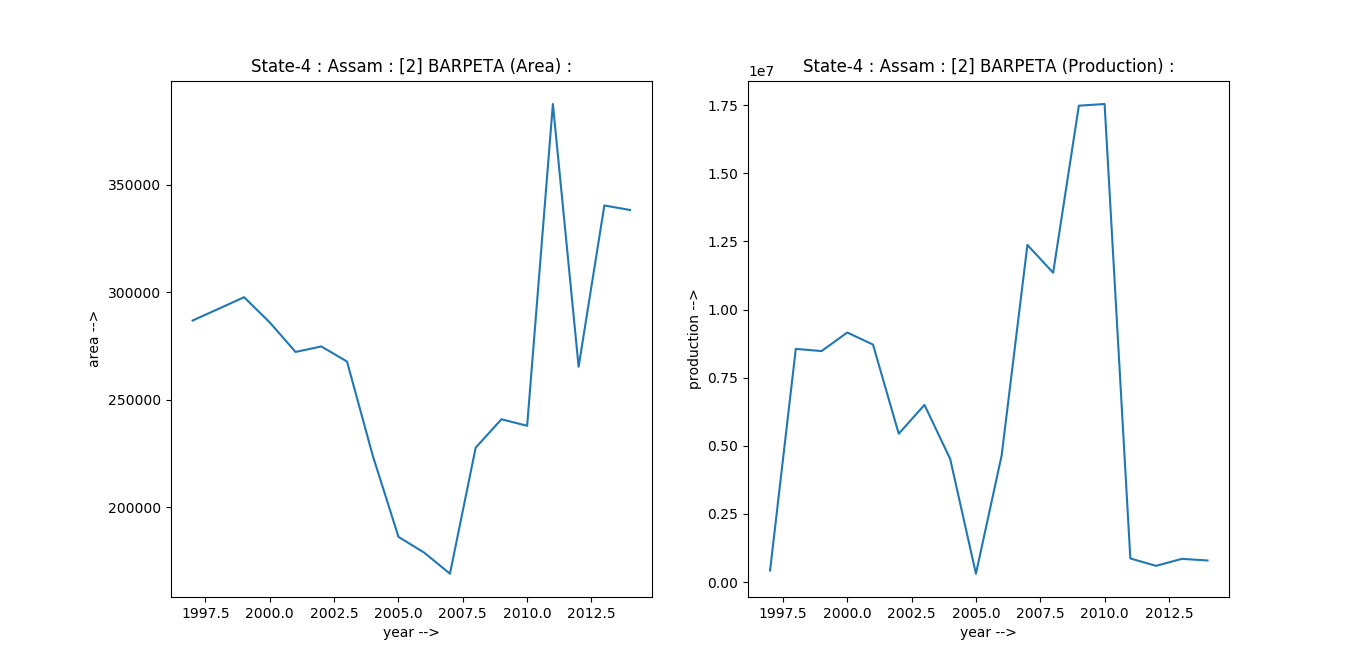 State-4 : Assam : [2] BARPETA (Area) :
350000
300000
250000
200000
area -->
1997.5 2000.0 2002.5 2005.0 2007.5 2010.0 2012.5
year -->
State-4 : Assam : [2] BARPETA (Production) :
1e7
1.75
1.50
1.25
1.00
0.75
0.50
0.25
0.00
production -->
1997.5 2000.0 2002.5 2005.0 2007.5 2010.0 2012.5
year -->